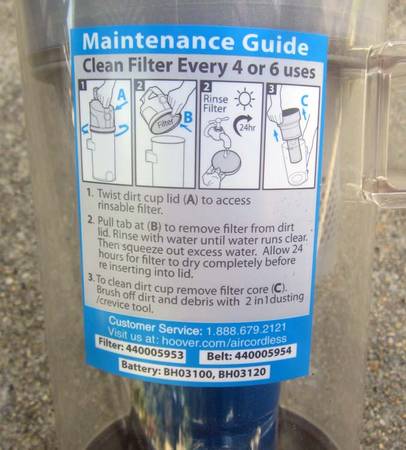 Maintenance Guide
Clean Filter Every 4 or 6 uses
1 A
2 Filter B
2 Rinse
Filter
24hr
3 C
1. Twist dirt cup lid (A) to access
rinsable filter.
2. Pull tab at (B) to remove filter from dirt
lid. Rinse with water until water runs clear.
Then squeeze out excess water. Allow 24
hours for filter to dry completely before
re inserting into lid.
3. To clean dirt cup remove filter core (C).
Brush off dirt and debris with 2 in1dusting
/crevice tool.
Customer Service: 1.888.679.2121
Visit us at: hoover.com/aircordless
Filter: 440005953 Belt: 440005954
Battery: BH03100, BH03120